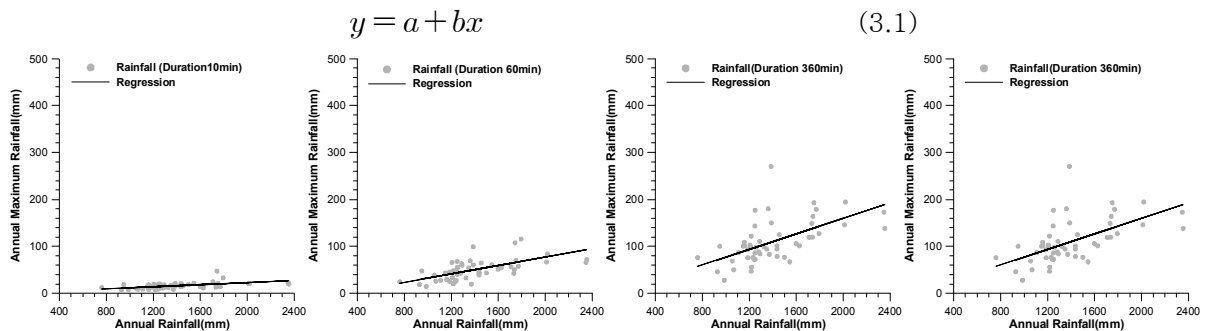 y = a + bx (3.1)
Annual Maximum Rainfall(mm)
500
400
300
200
100
0
Rainfall (Duration10min)
Regression
400 800 1200 1600 2000 2400
Annual Rainfall(mm)
Annual Maximum Rainfall(mm)
500
400
300
200
100
0
Rainfall (Duration 60min)
Regression
400 800 1200 1600 2000 2400
Annual Rainfall(mm)
Annual Maximum Rainfall(mm)
500
400
300
200
100
0
Rainfall(Duration 360min)
Regression
400 800 1200 1600 2000 2400
Annual Rainfall(mm)
Annual Maximum Rainfall(mm)
500
400
300
200
100
0
Rainfall(Duration 360min)
Regression
400 800 1200 1600 2000 2400
Annual Rainfall(mm)